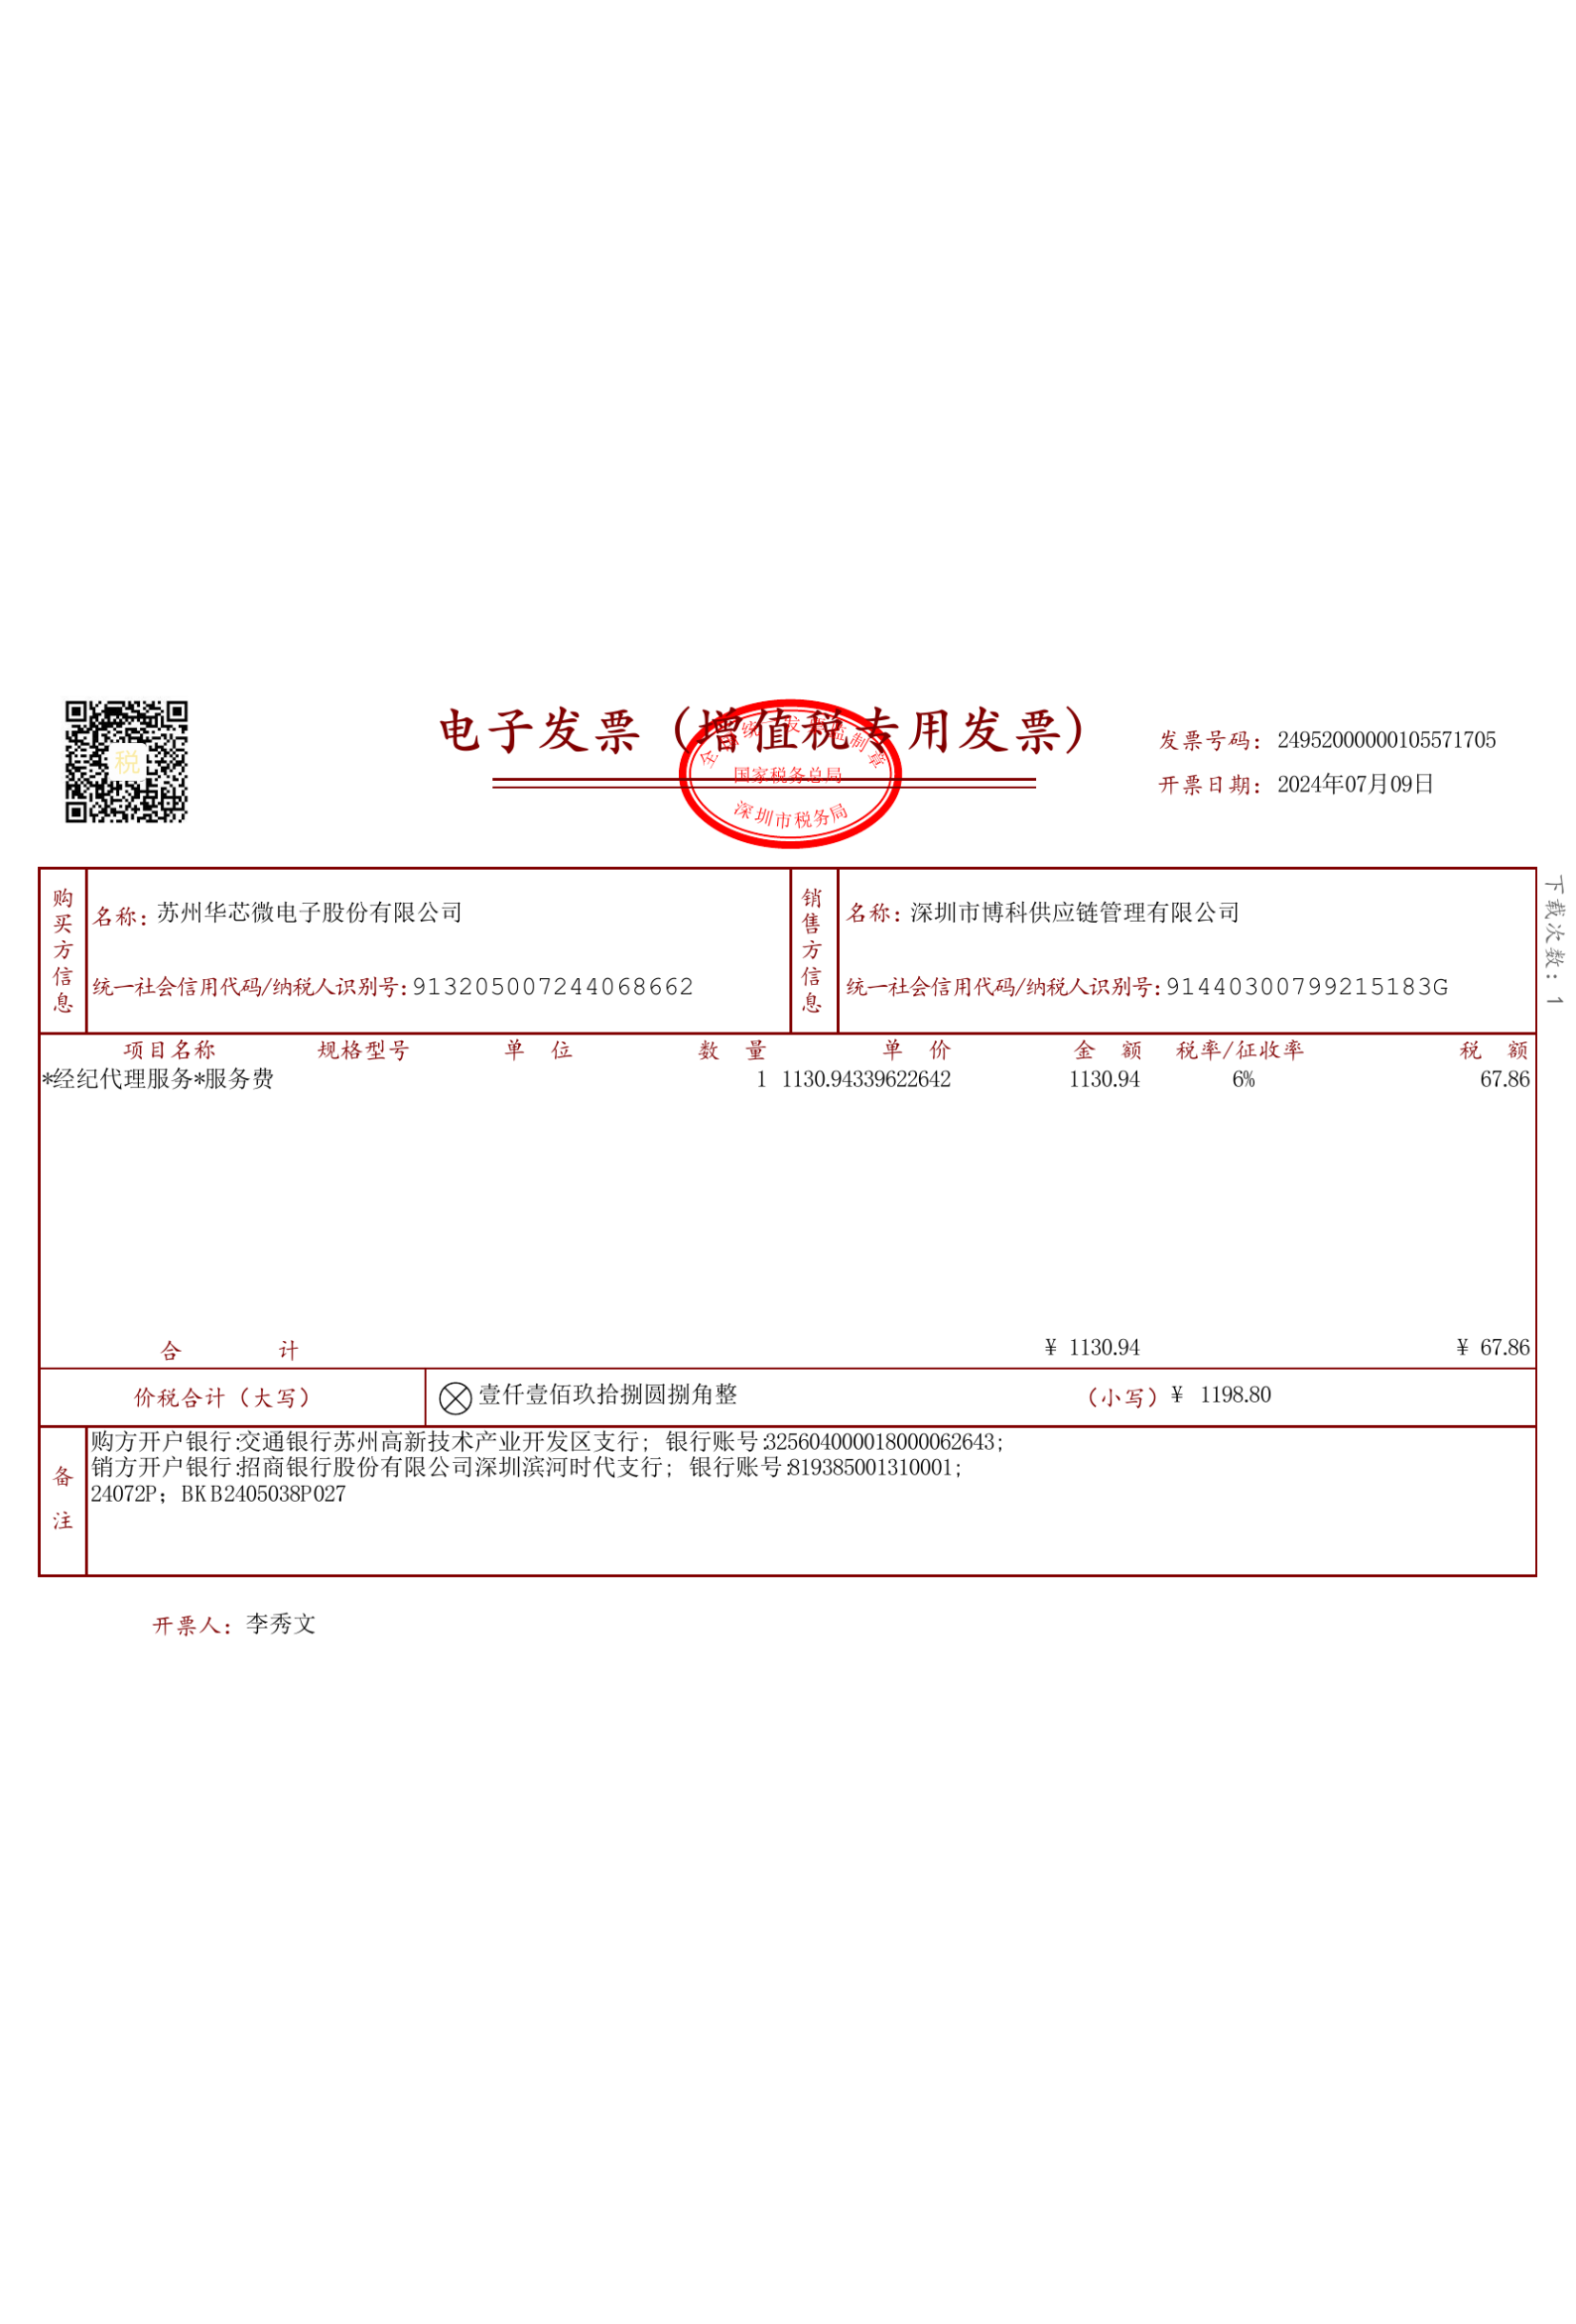 税
电子发票（增值税专用发票）
全国统一发票监制章
国家税务总局
深圳市税务局
发票号码：24952000000105571705
开票日期：2024年07月09日
下载次数：1
购买方信息
名称：苏州华芯微电子股份有限公司
统一社会信用代码/纳税人识别号：913205007244068662
销售方信息
名称：深圳市博科供应链管理有限公司
统一社会信用代码/纳税人识别号：91440300799215183G
项目名称 规格型号 单 位 数 量 单 价 金 额 税率/征收率 税 额
*经纪代理服务*服务费 1 1130.94339622642 1130.94 6% 67.86
合 计 ¥ 1130.94 ¥ 67.86
价税合计（大写） 壹仟壹佰玖拾捌圆捌角整 （小写）¥ 1198.80
备注
购方开户银行:交通银行苏州高新技术产业开发区支行; 银行账号:325604000018000062643;
销方开户银行:招商银行股份有限公司深圳滨河时代支行; 银行账号:819385001310001;
24072P; BKB2405038P027
开票人：李秀文